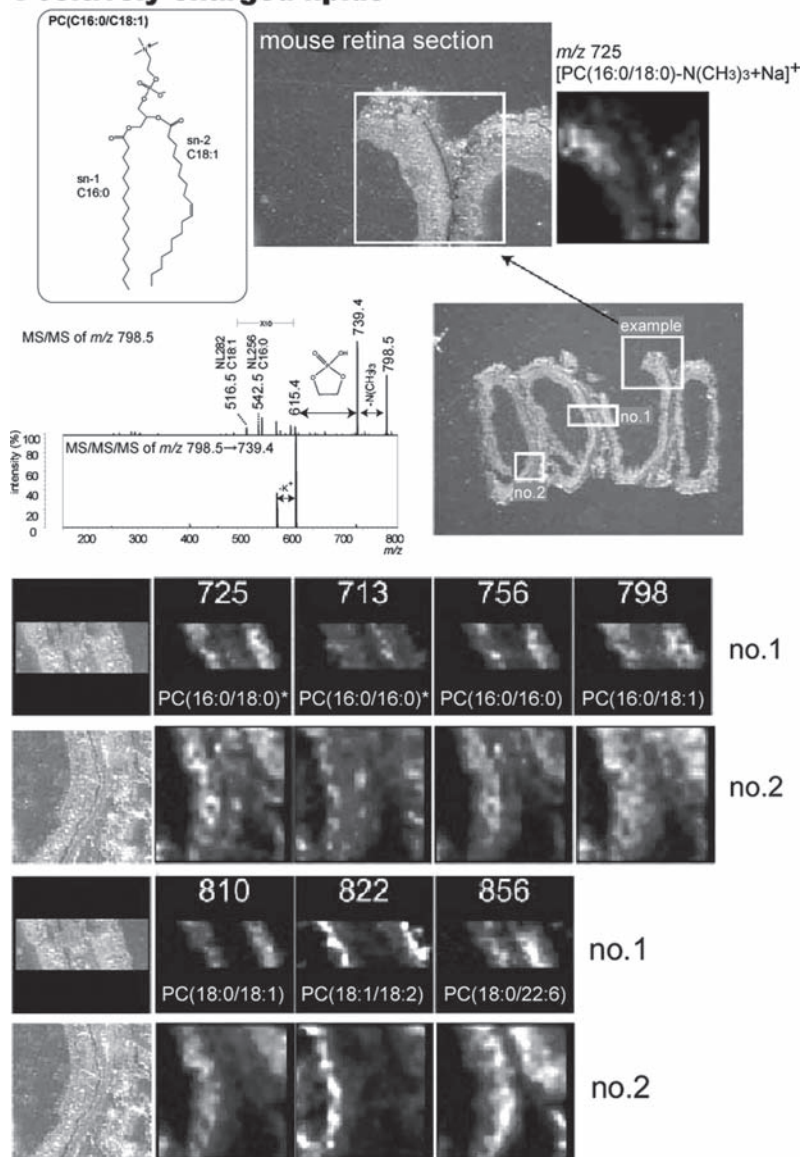 Positively charged lipids
PC(C16:0/C18:1)
sn-2
C18:1
sn-1
C16:0
mouse retina section
m/z 725
[PC(16:0/18:0)-N(CH3)3+Na]+
example
no.1
no.2
MS/MS of m/z 798.5
NL282
516.5 C18:1
NL256
542.5 C16:0
X10
615.4
O
O
P
OH
O
739.4
-N(CH3)3
798.5
MS/MS/MS of m/z 798.5→739.4
-K+
intensity (%)
100
80
60
40
20
0
200 300 400 500 600 700 800
m/z
725 713 756 798
PC(16:0/18:0)* PC(16:0/16:0)* PC(16:0/16:0) PC(16:0/18:1)
no.1
no.2
810 822 856
PC(18:0/18:1) PC(18:1/18:2) PC(18:0/22:6)
no.1
no.2